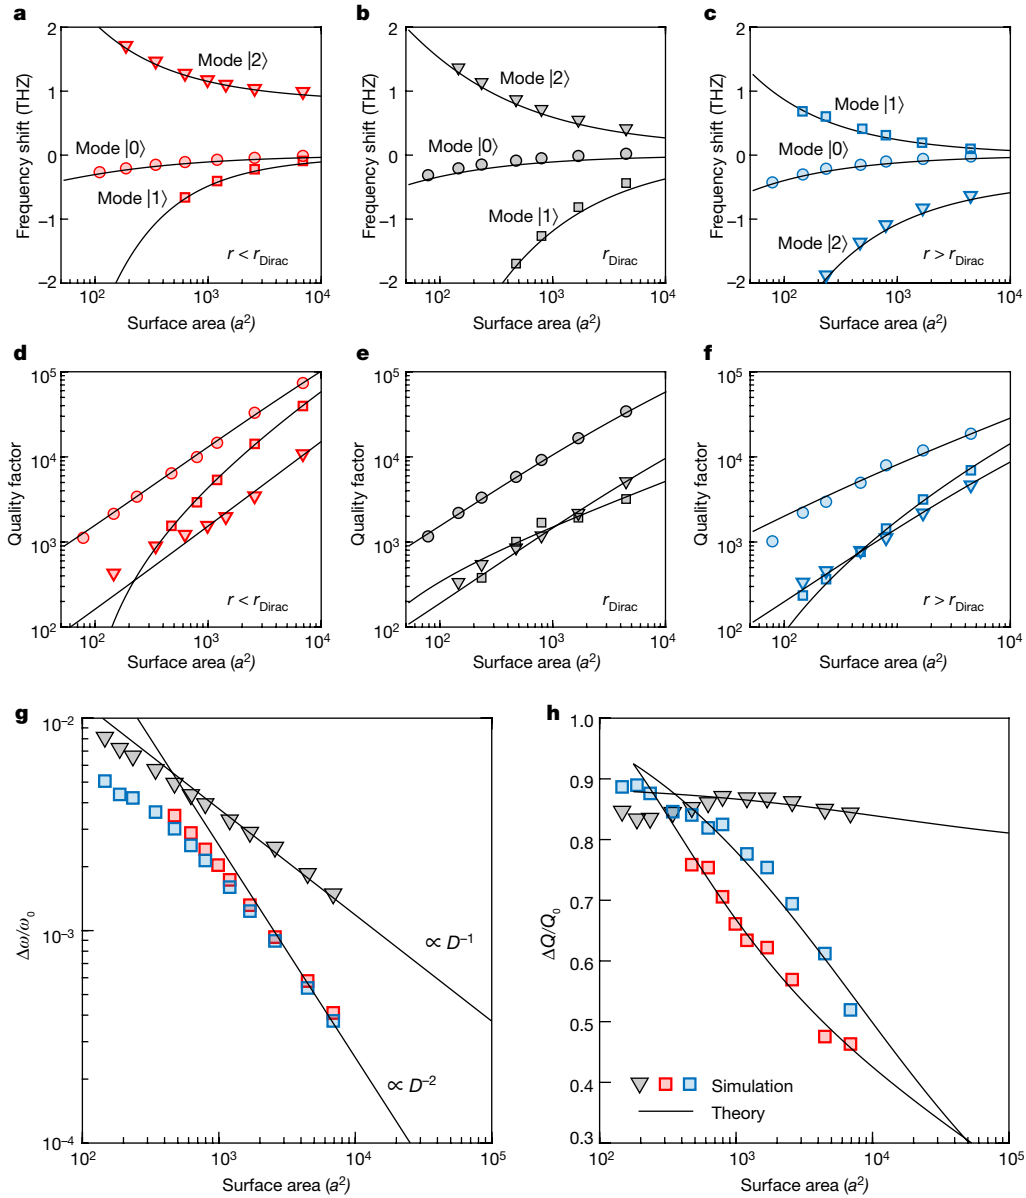 a
2
1
0
−1
−2
Frequency shift (THZ)
Mode |2⟩
Mode |0⟩
Mode |1⟩
r < rDirac
10²
10³
10⁴
Surface area (a²)
b
2
1
0
−1
−2
Frequency shift (THZ)
Mode |2⟩
Mode |0⟩
Mode |1⟩
rDirac
10²
10³
10⁴
Surface area (a²)
c
2
1
0
−1
2
Frequency shift (THZ)
Mode |1⟩
Mode |0⟩
Mode |2⟩
r > rDirac
10²
10³
10⁴
Surface area (a²)
d
10⁵
10⁴
10³
10²
Quality factor
r < rDirac
10²
10³
10⁴
Surface area (a²)
e
10⁵
10⁴
10³
10²
Quality factor
rDirac
10²
10³
10⁴
Surface area (a²)
f
10⁵
10⁴
10³
10²
Quality factor
r > rDirac
10²
10³
10⁴
Surface area (a²)
g
10⁻²
10⁻³
10⁻⁴
Δω/ω₀
∝ D⁻¹
∝ D⁻²
10²
10³
10⁴
10⁵
Surface area (a²)
h
1.0
0.9
0.8
0.7
0.6
0.5
0.4
0.3
ΔQ/Q₀
Simulation
Theory
10²
10³
10⁴
10⁵
Surface area (a²)